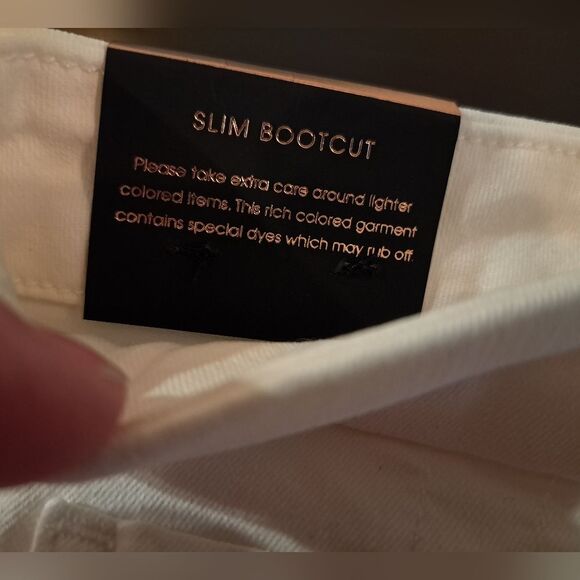 SLIM BOOTCUT
Please take extra care around lighter
colored items. This rich colored garment
contains special dyes which may rub off.